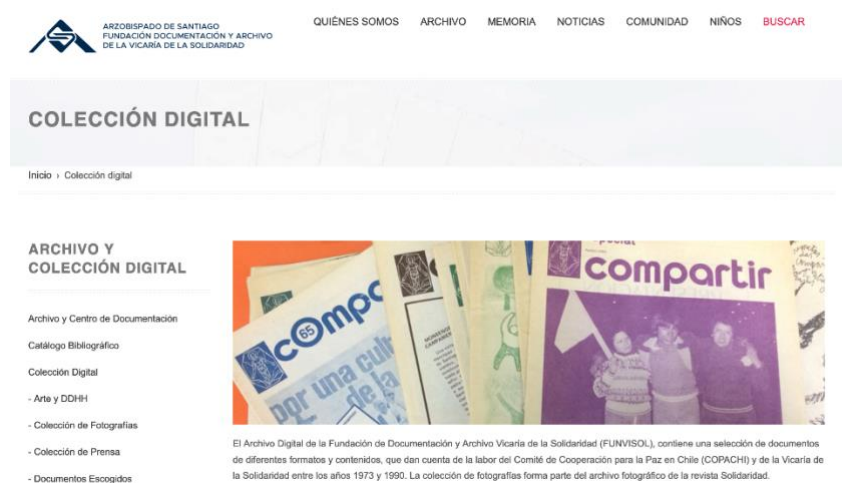 ARZOBISPADO DE SANTIAGO
FUNDACIÓN DOCUMENTACIÓN Y ARCHIVO
DE LA VICARÍA DE LA SOLIDARIDAD
QUIÉNES SOMOS ARCHIVO MEMORIA NOTICIAS COMUNIDAD NIÑOS BUSCAR
COLECCIÓN DIGITAL
Inicio › Colección digital
ARCHIVO Y
COLECCIÓN DIGITAL
Archivo y Centro de Documentación
Catálogo Bibliográfico
Colección Digital
- Arte y DDHH
- Colección de Fotografías
- Colección de Prensa
- Documentos Escogidos
compartir
65
por una cultu
de la
El Archivo Digital de la Fundación de Documentación y Archivo Vicaría de la Solidaridad (FUNVISOL), contiene una selección de documentos
de diferentes formatos y contenidos, que dan cuenta de la labor del Comité de Cooperación para la Paz en Chile (COPACHI) y de la Vicaría de
la Solidaridad entre los años 1973 y 1990. La colección de fotografías forma parte del archivo fotográfico de la revista Solidaridad.